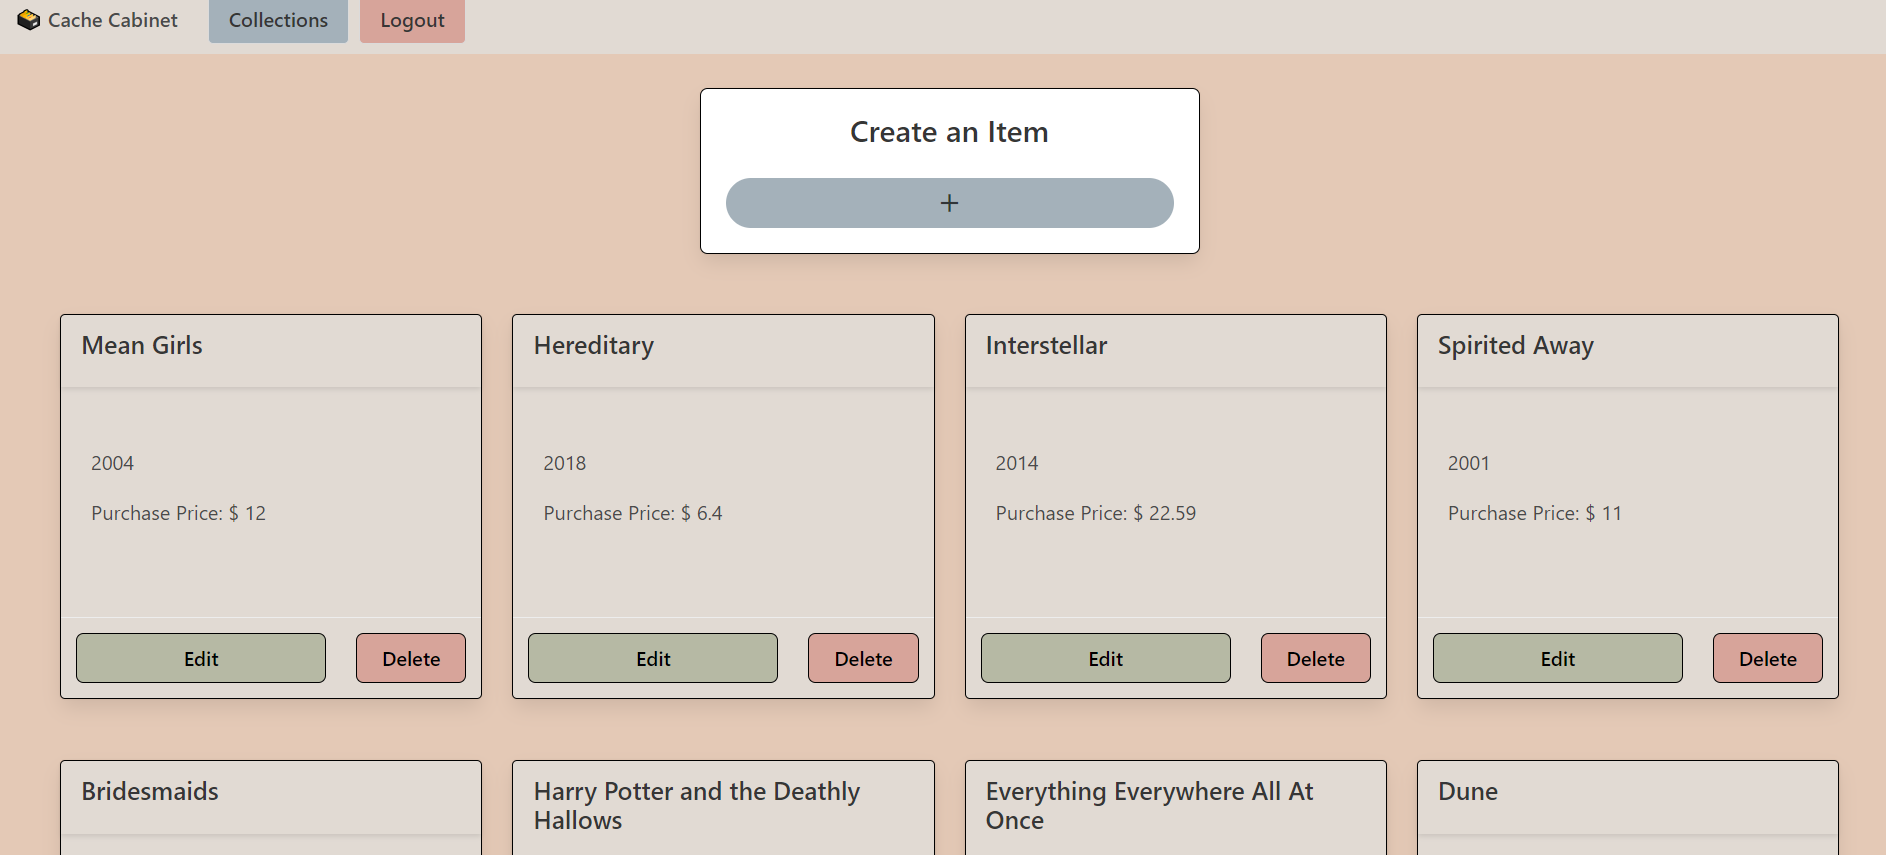 Cache Cabinet
Collections
Logout
Create an Item
+
Mean Girls
2004
Purchase Price: $ 12
Edit
Delete
Hereditary
2018
Purchase Price: $ 6.4
Edit
Delete
Interstellar
2014
Purchase Price: $ 22.59
Edit
Delete
Spirited Away
2001
Purchase Price: $ 11
Edit
Delete
Bridesmaids
Harry Potter and the Deathly
Hallows
Everything Everywhere All At
Once
Dune